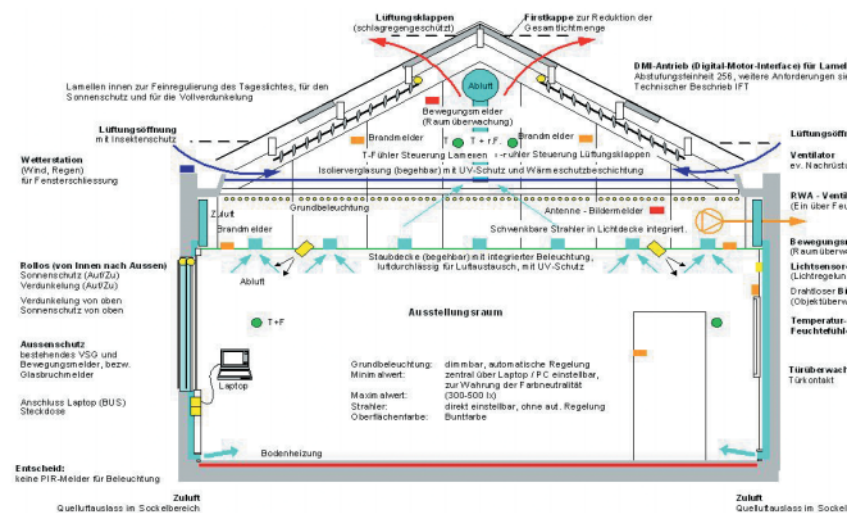 Lüftungsklappen
(schlagregengeschützt)
Firstkappe zur Reduktion der
Gesamtlichtmenge
DMI-Antrieb (Digital-Motor-Interface) für Lamel
Abstufungseinheit 256, weitere Anforderungen sie
Technischer Beschrieb IFT
Lamellen innen zur Feinregulierung des Tageslichtes, für den
Sonnenschutz und für die Vollverdunkelung
Abluft
Bewegungsmelder
(Raumüberwachung)
Lüftungsöffnung
mit Insektenschutz
Brandmelder
T
T + r.F.
Brandmelder
Lüftungsöffn
T-Fühler Steuerung Lamellen
T-Fühler Steuerung Lüftungsklappen
Wetterstation
(Wind, Regen)
für Fensterschliessung
Ventilator
ev. Nachrüst
Isolierverglasung (begehbar) mit UV-Schutz und Wärmeschutzbeschichtung
RWA - Ventil
(Ein über Feu
Zuluft
Grundbeleuchtung
Antenne - Bildermelder
Brandmelder
Schwenkbare Strahler in Lichtdecke integriert.
Bewegungsm
(Raumüberw
Staubdecke (begehbar) mit integrierter Beleuchtung,
luftdurchlässig für Luftaustausch, mit UV-Schutz
Abluft
Rollos (von Innen nach Aussen)
Sonnenschutz (Auf/Zu)
Verdunkelung (Auf/Zu)
Verdunkelung von oben
Sonnenschutz von oben
Lichtsensor
(Lichtregelun
Drahtloser Bi
(Objektüberw
Ausstellungsraum
T+F
Temperatur-
Feuchtefühle
Aussenschutz
bestehendes VSG und
Bewegungsmelder, bezw.
Glasbruchmelder
Laptop
Grundbeleuchtung: dimmbar, automatische Regelung
Minimalwert: zentral über Laptop / PC einstellbar,
zur Wahrung der Farbneutralität
Maximalwert: (300-500 lx)
Strahler: direkt einstellbar, ohne aut. Regelung
Oberflächenfarbe: Buntfarbe
Türüberwach
Türkontakt
Anschluss Laptop (BUS)
Steckdose
Bodenheizung
Entscheid:
keine PIR-Melder für Beleuchtung
Zuluft
Quelluftauslass im Sockelbereich
Zuluft
Quelluftauslass im Sockel